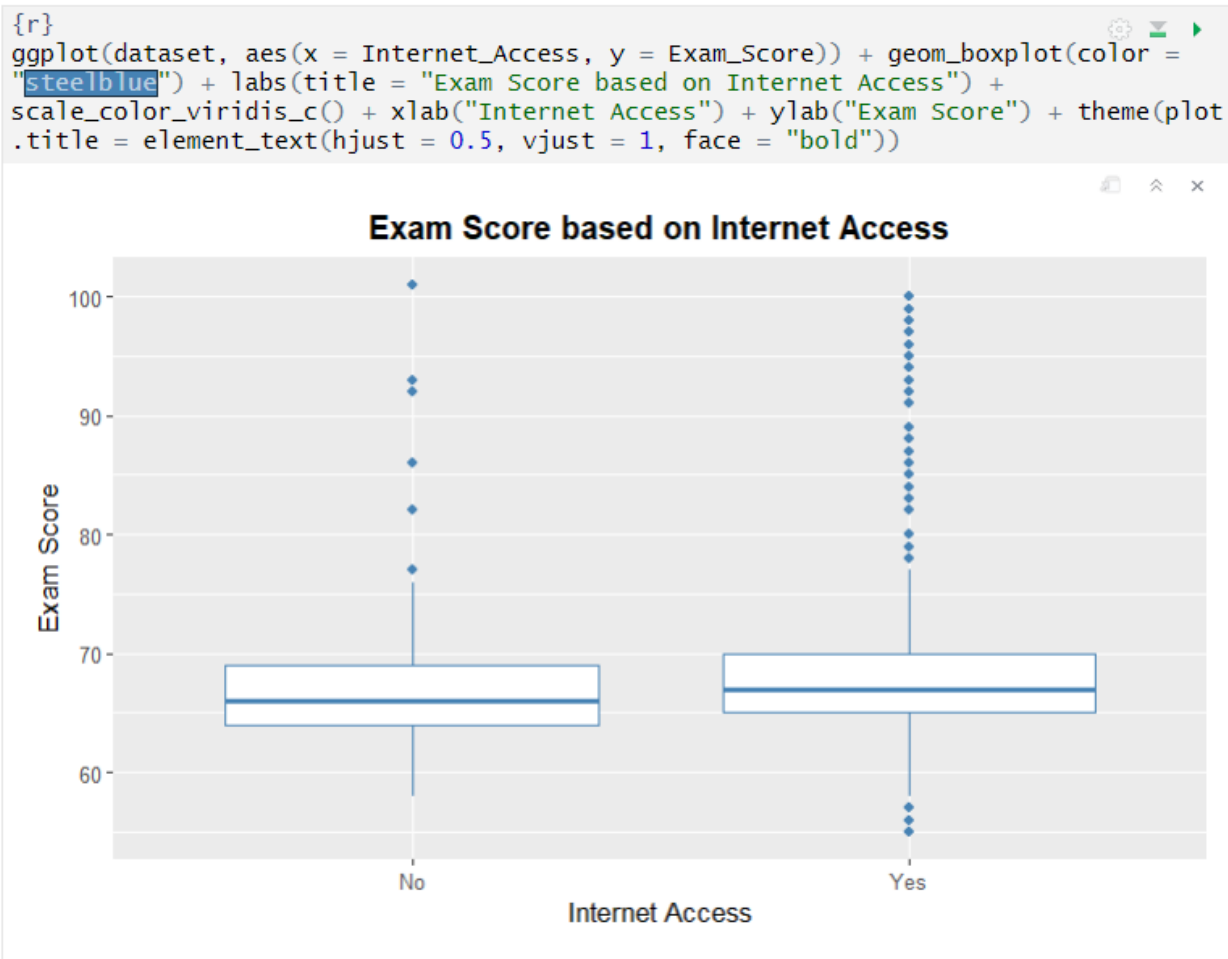 {r}
ggplot(dataset, aes(x = Internet_Access, y = Exam_Score)) + geom_boxplot(color =
"steelblue") + labs(title = "Exam Score based on Internet Access") +
scale_color_viridis_c() + xlab("Internet Access") + ylab("Exam Score") + theme(plot
.title = element_text(hjust = 0.5, vjust = 1, face = "bold"))
Exam Score based on Internet Access
100
90
80
70
60
Exam Score
No Yes
Internet Access